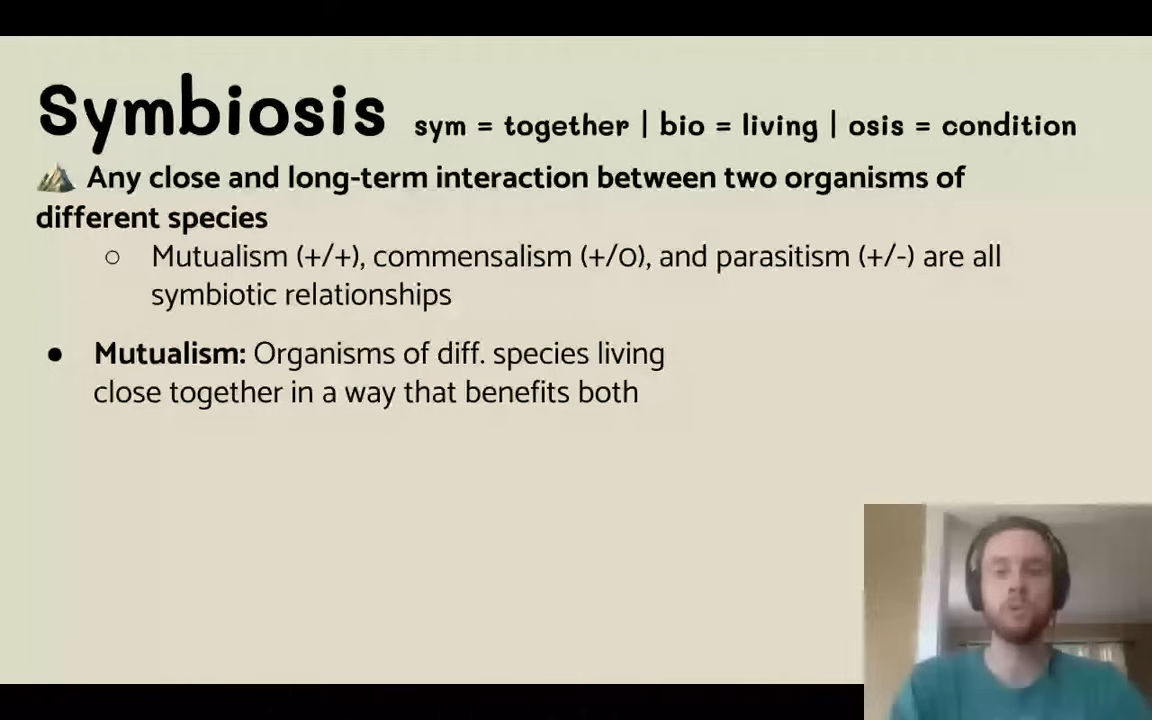 Symbiosis sym = together | bio = living | osis = condition
⛰️ Any close and long-term interaction between two organisms of
different species
○ Mutualism (+/+), commensalism (+/0), and parasitism (+/-) are all
symbiotic relationships
● Mutualism: Organisms of diff. species living
close together in a way that benefits both